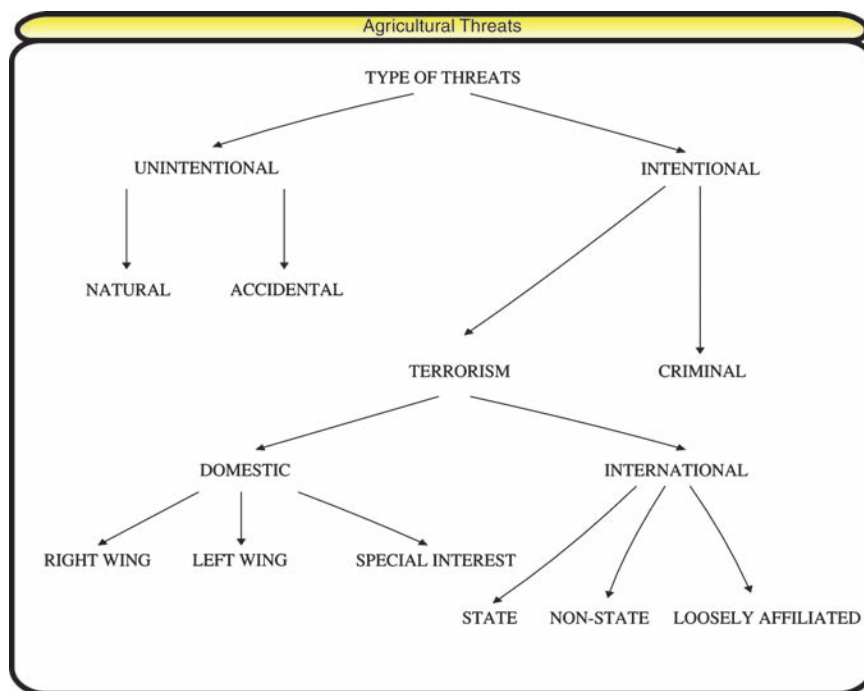 Agricultural Threats
TYPE OF THREATS
UNINTENTIONAL
INTENTIONAL
NATURAL
ACCIDENTAL
TERRORISM
CRIMINAL
DOMESTIC
INTERNATIONAL
RIGHT WING
LEFT WING
SPECIAL INTEREST
STATE
NON-STATE
LOOSELY AFFILIATED